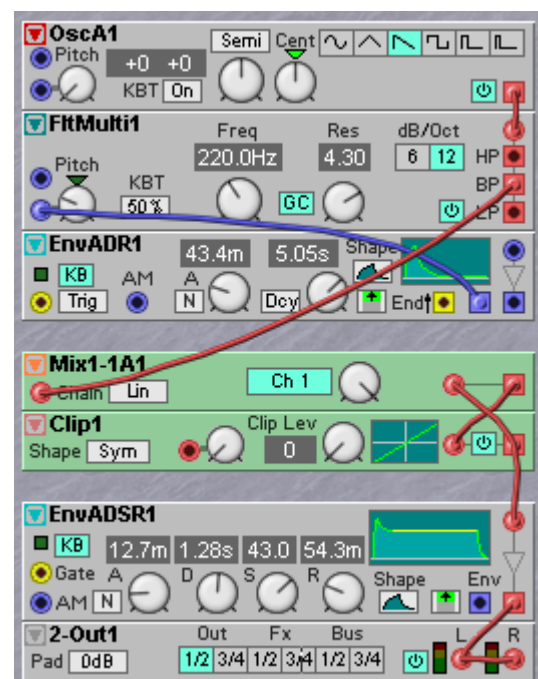 OscA1
Pitch +0 +0 Semi Cent
KBT On
FltMulti1
Freq Res dB/Oct
Pitch 220.0Hz 4.30 6 12 HP
KBT BP
50% GC LP
EnvADR1
43.4m 5.05s Shape
KB AM A
Trig N Dcy End
Mix1-1A1
Chain Lin Ch 1
Clip1 Clip Lev
Shape Sym 0
EnvADSR1
KB 12.7m 1.28s 43.0 54.3m
Gate A D S R Shape Env
AM N
2-Out1 Out Fx Bus L R
Pad 0dB 1/2 3/4 1/2 3/4 1/2 3/4